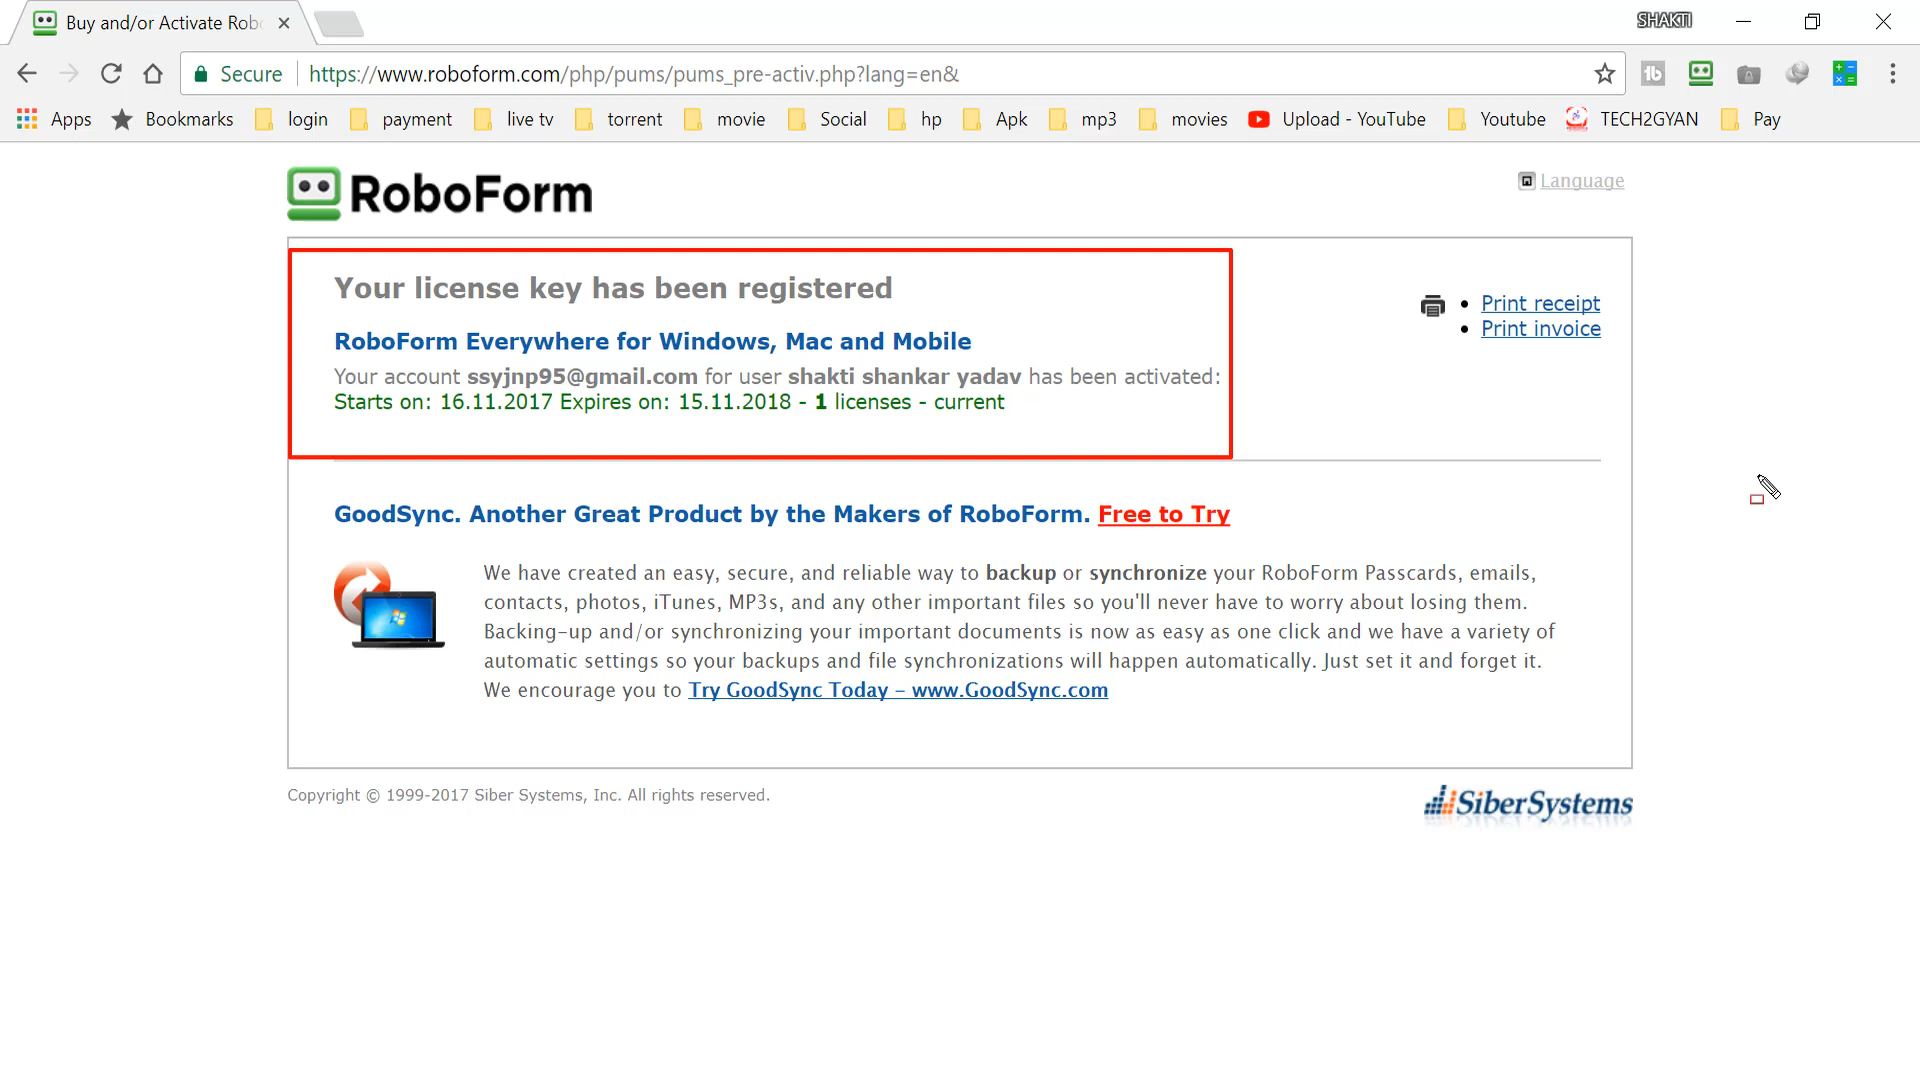 Buy and/or Activate Rob
SHAKTI
Secure https://www.roboform.com/php/pums/pums_pre-activ.php?lang=en&
Apps Bookmarks login payment live tv torrent movie Social hp Apk mp3 movies Upload - YouTube Youtube TECH2GYAN Pay
RoboForm
Language
Your license key has been registered
Print receipt
Print invoice
RoboForm Everywhere for Windows, Mac and Mobile
Your account ssyjnp95@gmail.com for user shakti shankar yadav has been activated:
Starts on: 16.11.2017 Expires on: 15.11.2018 - 1 licenses - current
GoodSync. Another Great Product by the Makers of RoboForm. Free to Try
We have created an easy, secure, and reliable way to backup or synchronize your RoboForm Passcards, emails,
contacts, photos, iTunes, MP3s, and any other important files so you'll never have to worry about losing them.
Backing-up and/or synchronizing your important documents is now as easy as one click and we have a variety of
automatic settings so your backups and file synchronizations will happen automatically. Just set it and forget it.
We encourage you to Try GoodSync Today – www.GoodSync.com
Copyright © 1999-2017 Siber Systems, Inc. All rights reserved.
SiberSystems